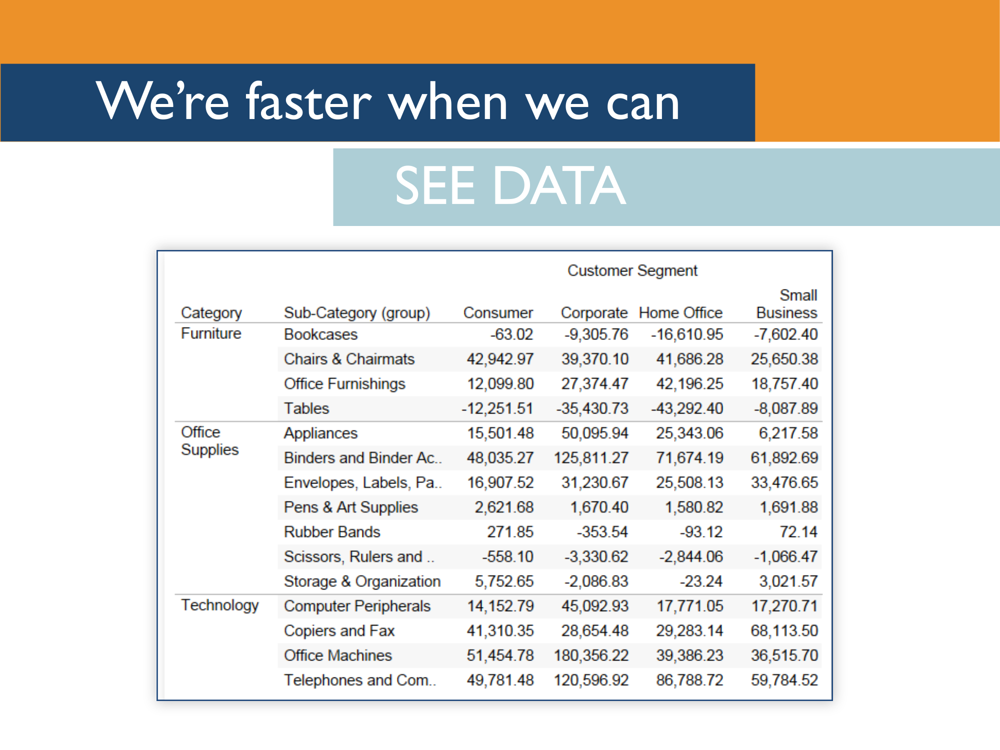 We’re faster when we can
SEE DATA
Customer Segment
Small
Category Sub-Category (group) Consumer Corporate Home Office Business
Furniture Bookcases -63.02 -9,305.76 -16,610.95 -7,602.40
Chairs & Chairmats 42,942.97 39,370.10 41,686.28 25,650.38
Office Furnishings 12,099.80 27,374.47 42,196.25 18,757.40
Tables -12,251.51 -35,430.73 -43,292.40 -8,087.89
Office Appliances 15,501.48 50,095.94 25,343.06 6,217.58
Supplies Binders and Binder Ac.. 48,035.27 125,811.27 71,674.19 61,892.69
Envelopes, Labels, Pa.. 16,907.52 31,230.67 25,508.13 33,476.65
Pens & Art Supplies 2,621.68 1,670.40 1,580.82 1,691.88
Rubber Bands 271.85 -353.54 -93.12 72.14
Scissors, Rulers and .. -558.10 -3,330.62 -2,844.06 -1,066.47
Storage & Organization 5,752.65 -2,086.83 -23.24 3,021.57
Technology Computer Peripherals 14,152.79 45,092.93 17,771.05 17,270.71
Copiers and Fax 41,310.35 28,654.48 29,283.14 68,113.50
Office Machines 51,454.78 180,356.22 39,386.23 36,515.70
Telephones and Com.. 49,781.48 120,596.92 86,788.72 59,784.52